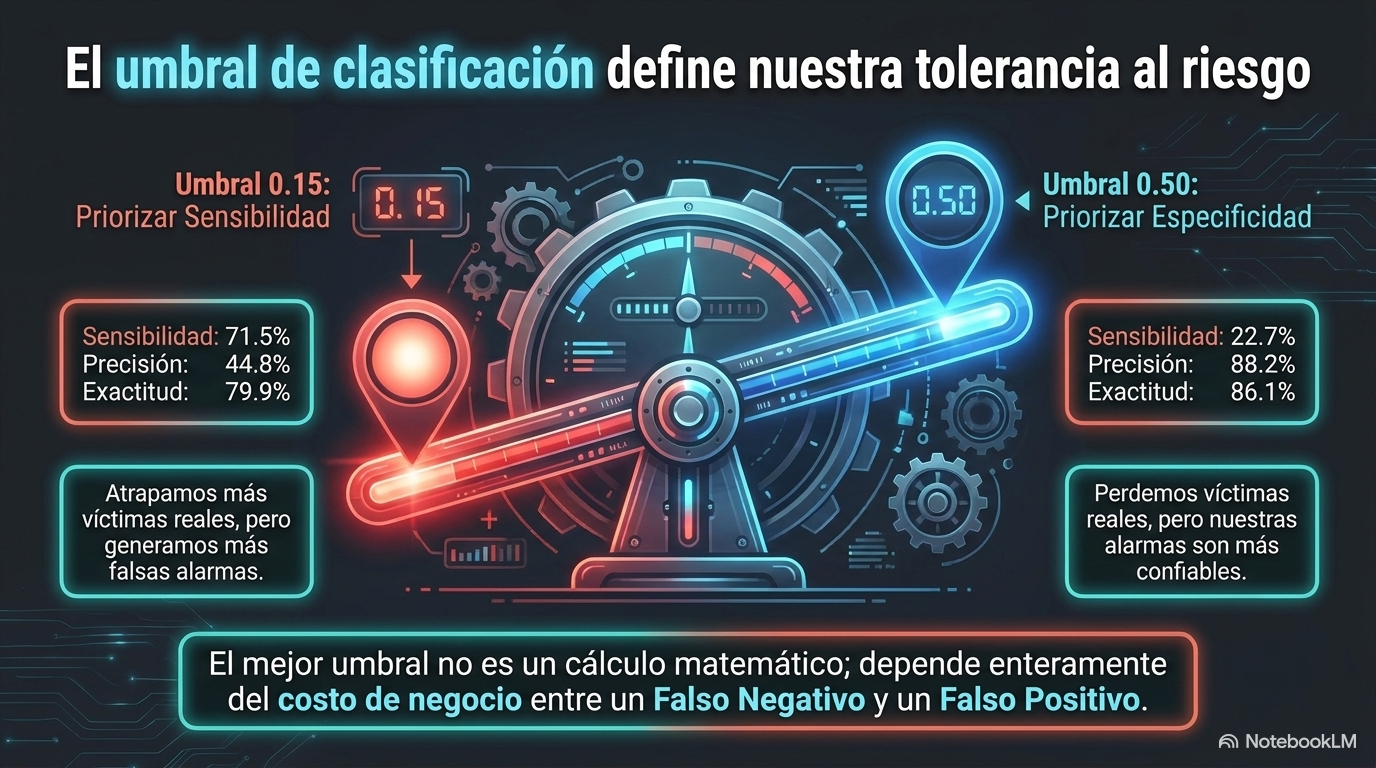 El umbral de clasificación define nuestra tolerancia al riesgo
Umbral 0.15:
Priorizar Sensibilidad
0.15
0.50
Umbral 0.50:
Priorizar Especificidad
Sensibilidad: 71.5%
Precisión: 44.8%
Exactitud: 79.9%
Sensibilidad: 22.7%
Precisión: 88.2%
Exactitud: 86.1%
Atrapamos más
víctimas reales, pero
generamos más
falsas alarmas.
Perdemos víctimas
reales, pero nuestras
alarmas son más
confiables.
El mejor umbral no es un cálculo matemático; depende enteramente
del costo de negocio entre un Falso Negativo y un Falso Positivo.
NotebookLM